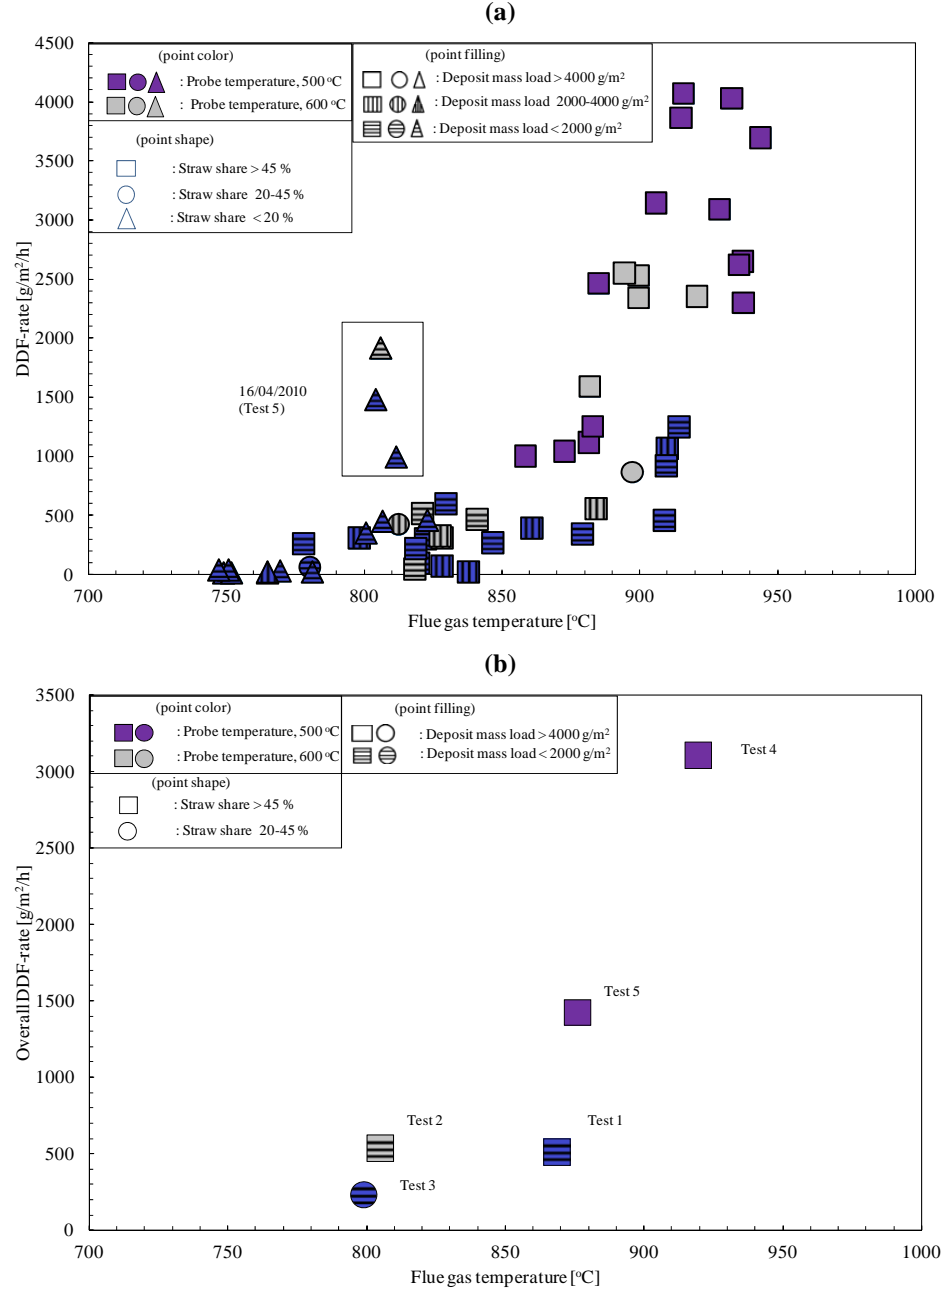 (a)
4500
4000
3500
3000
2500
2000
1500
1000
500
0
DDF-rate [g/m²/h]
(point color)
: Probe temperature, 500 °C
: Probe temperature, 600 °C
(point shape)
: Straw share > 45 %
: Straw share 20-45 %
: Straw share < 20 %
(point filling)
: Deposit mass load > 4000 g/m²
: Deposit mass load 2000-4000 g/m²
: Deposit mass load < 2000 g/m²
16/04/2010
(Test 5)
700 750 800 850 900 950 1000
Flue gas temperature [°C]
(b)
3500
3000
2500
2000
1500
1000
500
0
Overall DDF-rate [g/m²/h]
(point color)
: Probe temperature, 500 °C
: Probe temperature, 600 °C
(point shape)
: Straw share > 45 %
: Straw share 20-45 %
(point filling)
: Deposit mass load > 4000 g/m²
: Deposit mass load < 2000 g/m²
Test 4
Test 5
Test 2
Test 1
Test 3
700 750 800 850 900 950 1000
Flue gas temperature [°C]